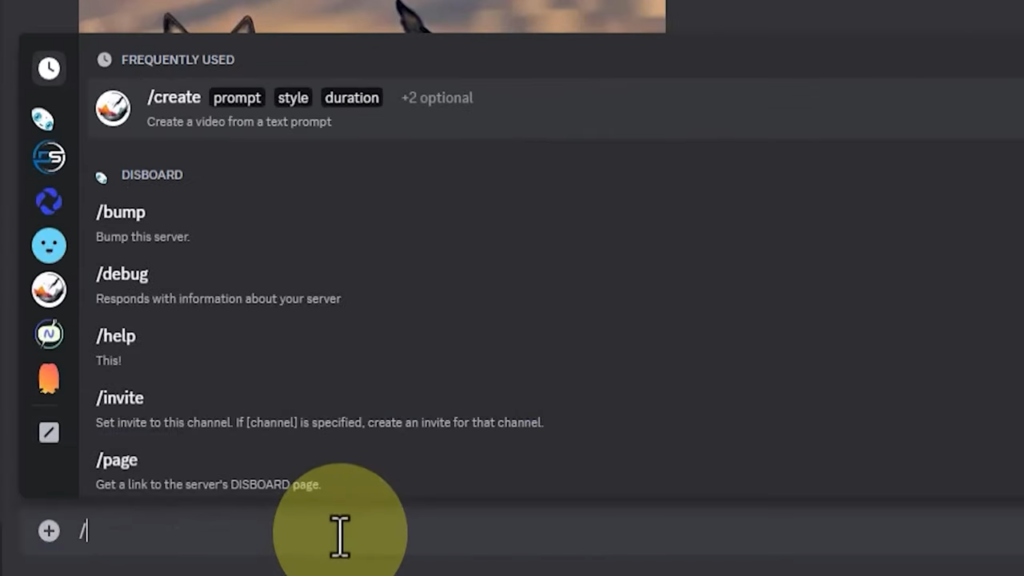 FREQUENTLY USED
/create prompt style duration +2 optional
Create a video from a text prompt
DISBOARD
/bump
Bump this server.
/debug
Responds with information about your server
/help
This!
/invite
Set invite to this channel. If [channel] is specified, create an invite for that channel.
/page
Get a link to the server's DISBOARD page.
/